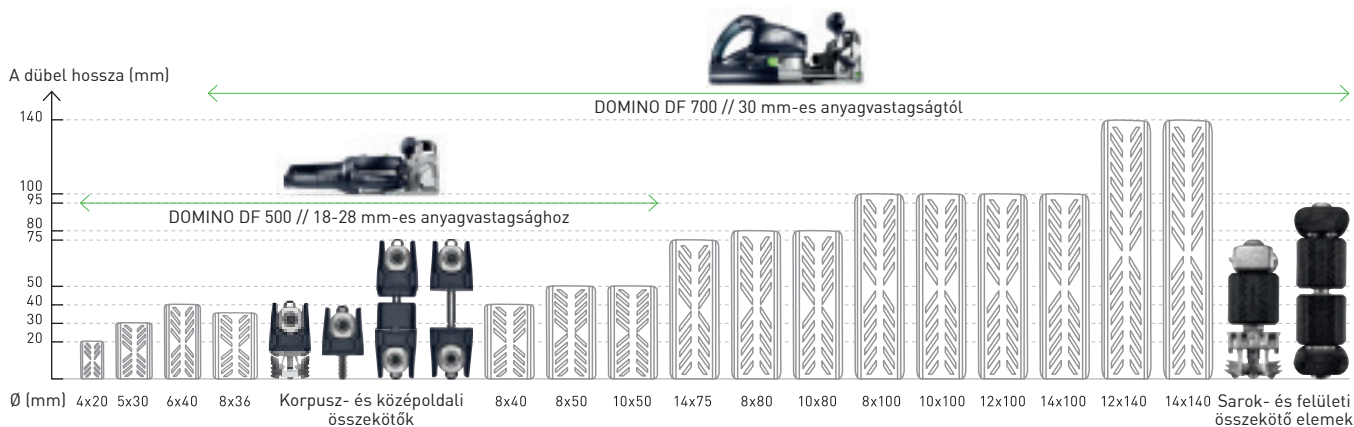 A dübel hossza (mm)
DOMINO DF 700 // 30 mm-es anyagvastagságtól
140
DOMINO DF 500 // 18-28 mm-es anyagvastagsághoz
100
95
80
75
50
40
30
20
Ø (mm) 4x20 5x30 6x40 8x36 Korpusz- és középoldali összekötők 8x40 8x50 10x50 14x75 8x80 10x80 8x100 10x100 12x100 14x100 12x140 14x140 Sarok- és felületi összekötő elemek